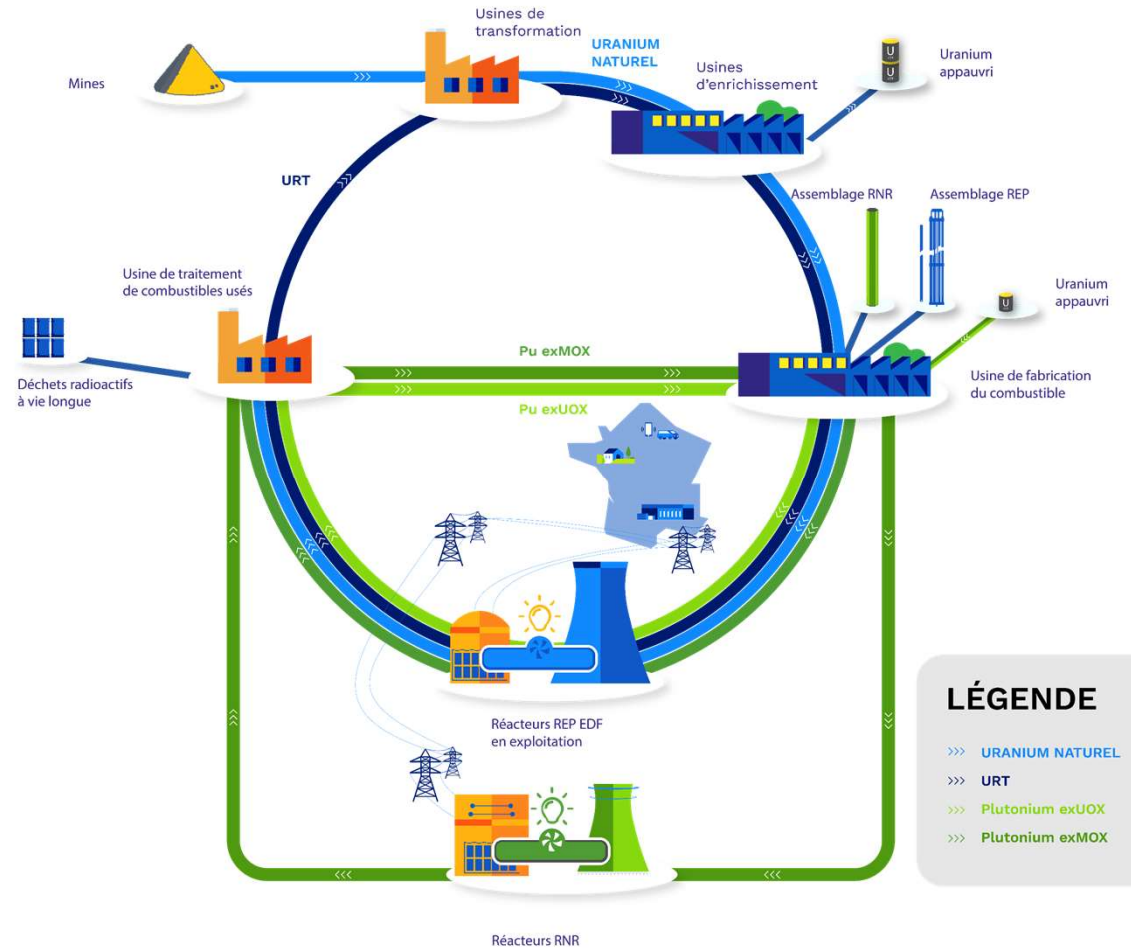 Usines de
transformation
URANIUM
NATUREL
Usines
d'enrichissement
Uranium
appauvri
Mines
URT
Assemblage RNR
Assemblage REP
Usine de traitement
de combustibles usés
Uranium
appauvri
Pu exMOX
Pu exUOX
Déchets radioactifs
à vie longue
Usine de fabrication
du combustible
Réacteurs REP EDF
en exploitation
Réacteurs RNR
LÉGENDE
>>> URANIUM NATUREL
>>> URT
>>> Plutonium exUOX
>>> Plutonium exMOX
U
U
U